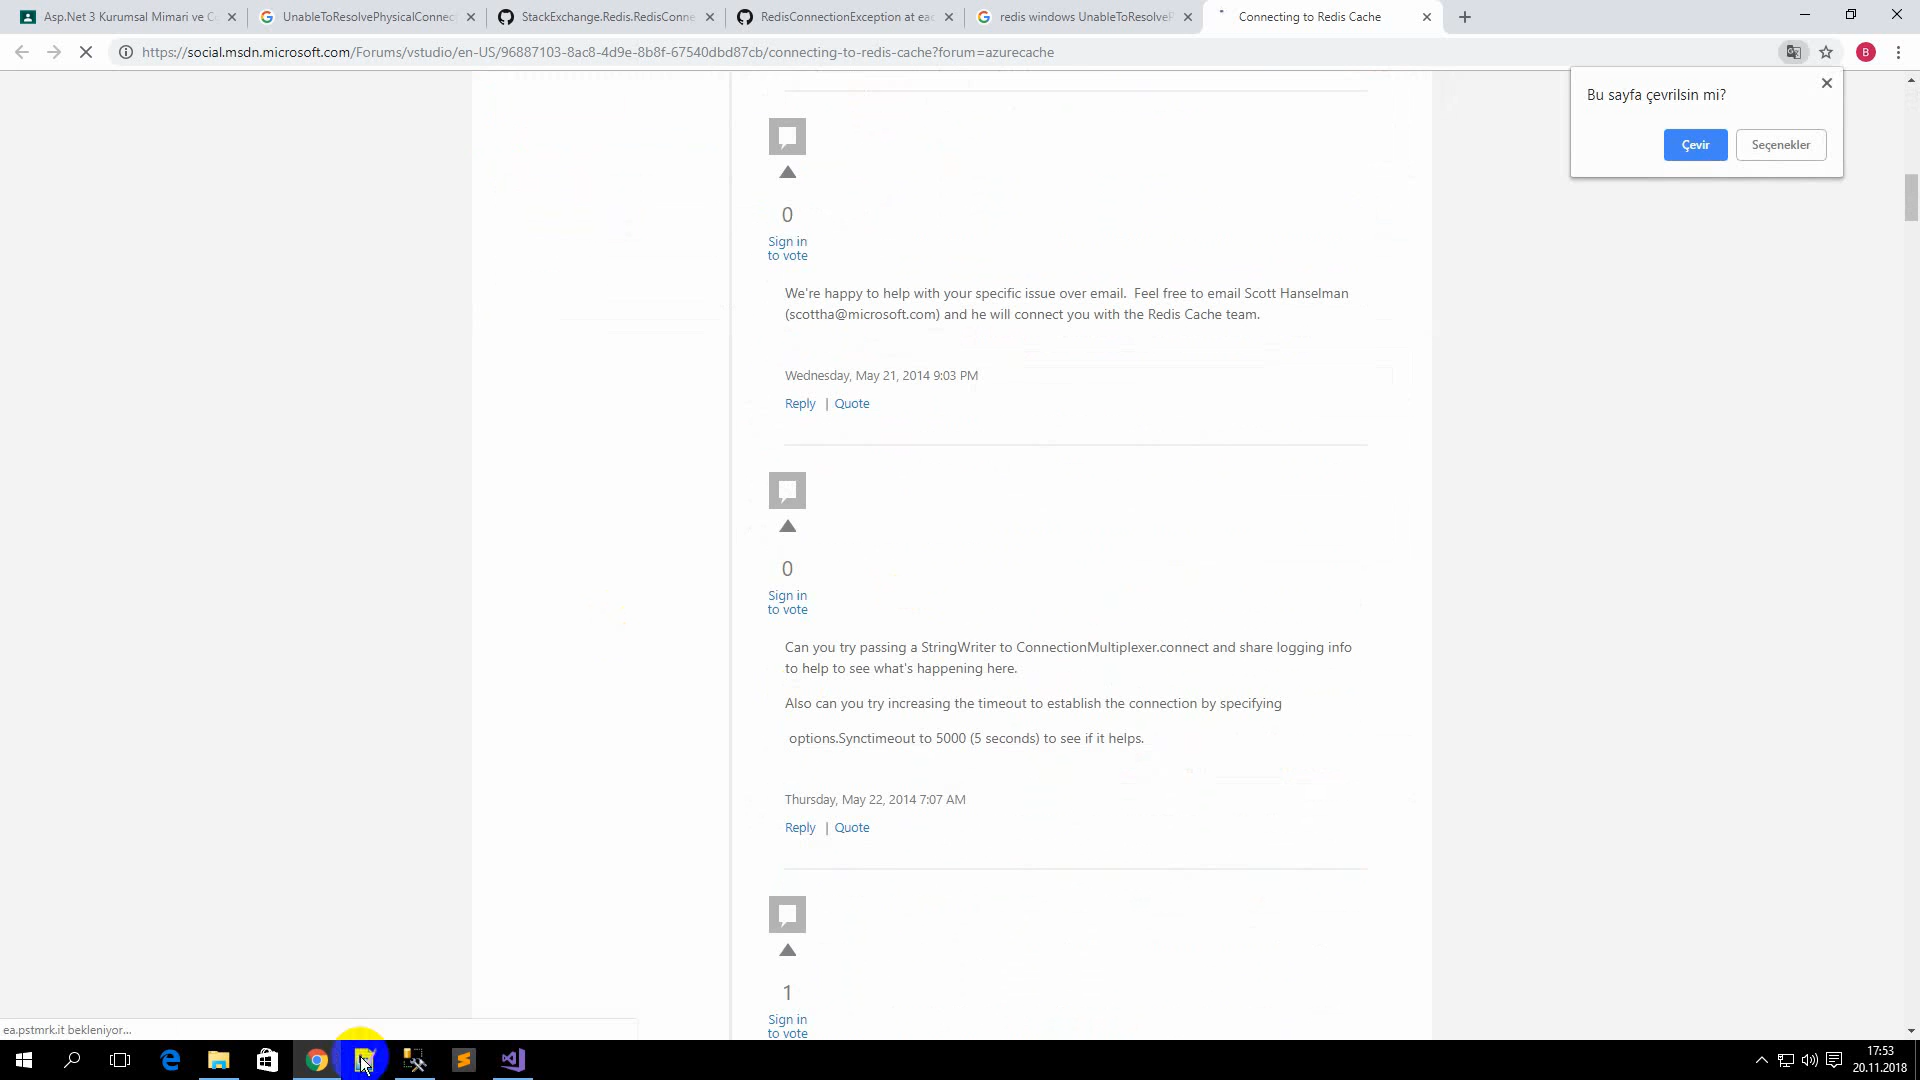 Asp.Net 3 Kurumsal Mimari ve C
UnableToResolvePhysicalConnec
StackExchange.Redis.RedisConne
RedisConnectionException at eac
redis windows UnableToResolveP
Connecting to Redis Cache
https://social.msdn.microsoft.com/Forums/vstudio/en-US/96887103-8ac8-4d9e-8b8f-67540dbd87cb/connecting-to-redis-cache?forum=azurecache
B
Bu sayfa çevrilsin mi?
Çevir
Seçenekler
0
Sign in
to vote
We're happy to help with your specific issue over email. Feel free to email Scott Hanselman
(scottha@microsoft.com) and he will connect you with the Redis Cache team.
Wednesday, May 21, 2014 9:03 PM
Reply | Quote
0
Sign in
to vote
Can you try passing a StringWriter to ConnectionMultiplexer.connect and share logging info
to help to see what's happening here.
Also can you try increasing the timeout to establish the connection by specifying
options.Synctimeout to 5000 (5 seconds) to see if it helps.
Thursday, May 22, 2014 7:07 AM
Reply | Quote
1
Sign in
to vote
ea.pstmrk.it bekleniyor...
17:53
20.11.2018